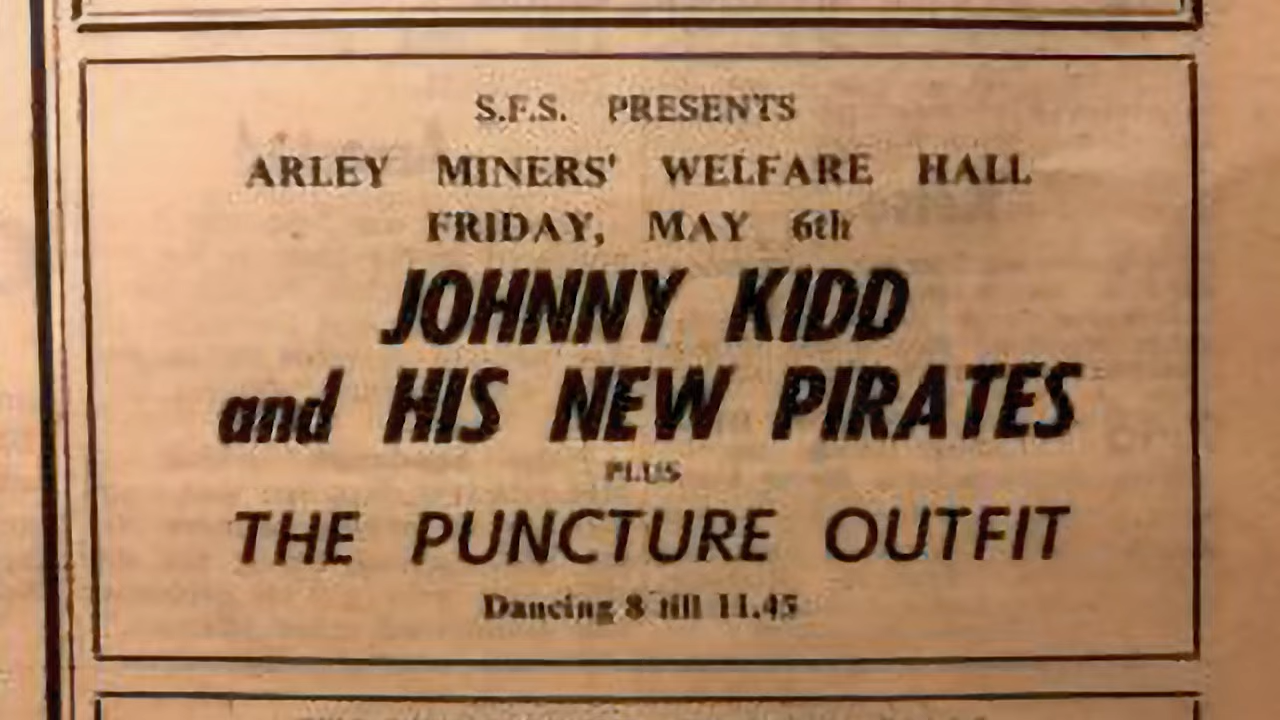 S.F.S. PRESENTS
ARLEY MINERS' WELFARE HALL
FRIDAY, MAY 6th
JOHNNY KIDD
and HIS NEW PIRATES
PLUS
THE PUNCTURE OUTFIT
Dancing 8 till 11.45